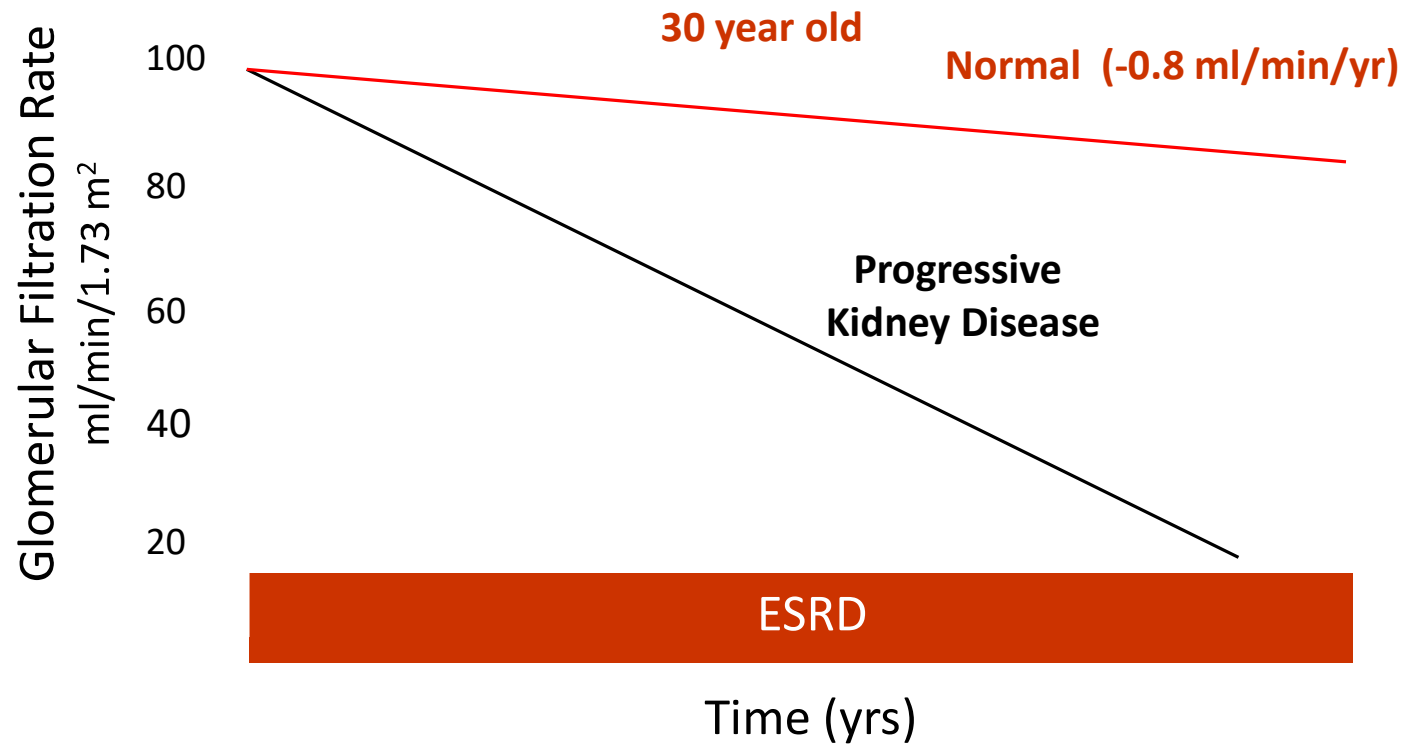 30 year old
Normal (-0.8 ml/min/yr)
Glomerular Filtration Rate
ml/min/1.73 m²
100
80
60
40
20
Progressive
Kidney Disease
ESRD
Time (yrs)